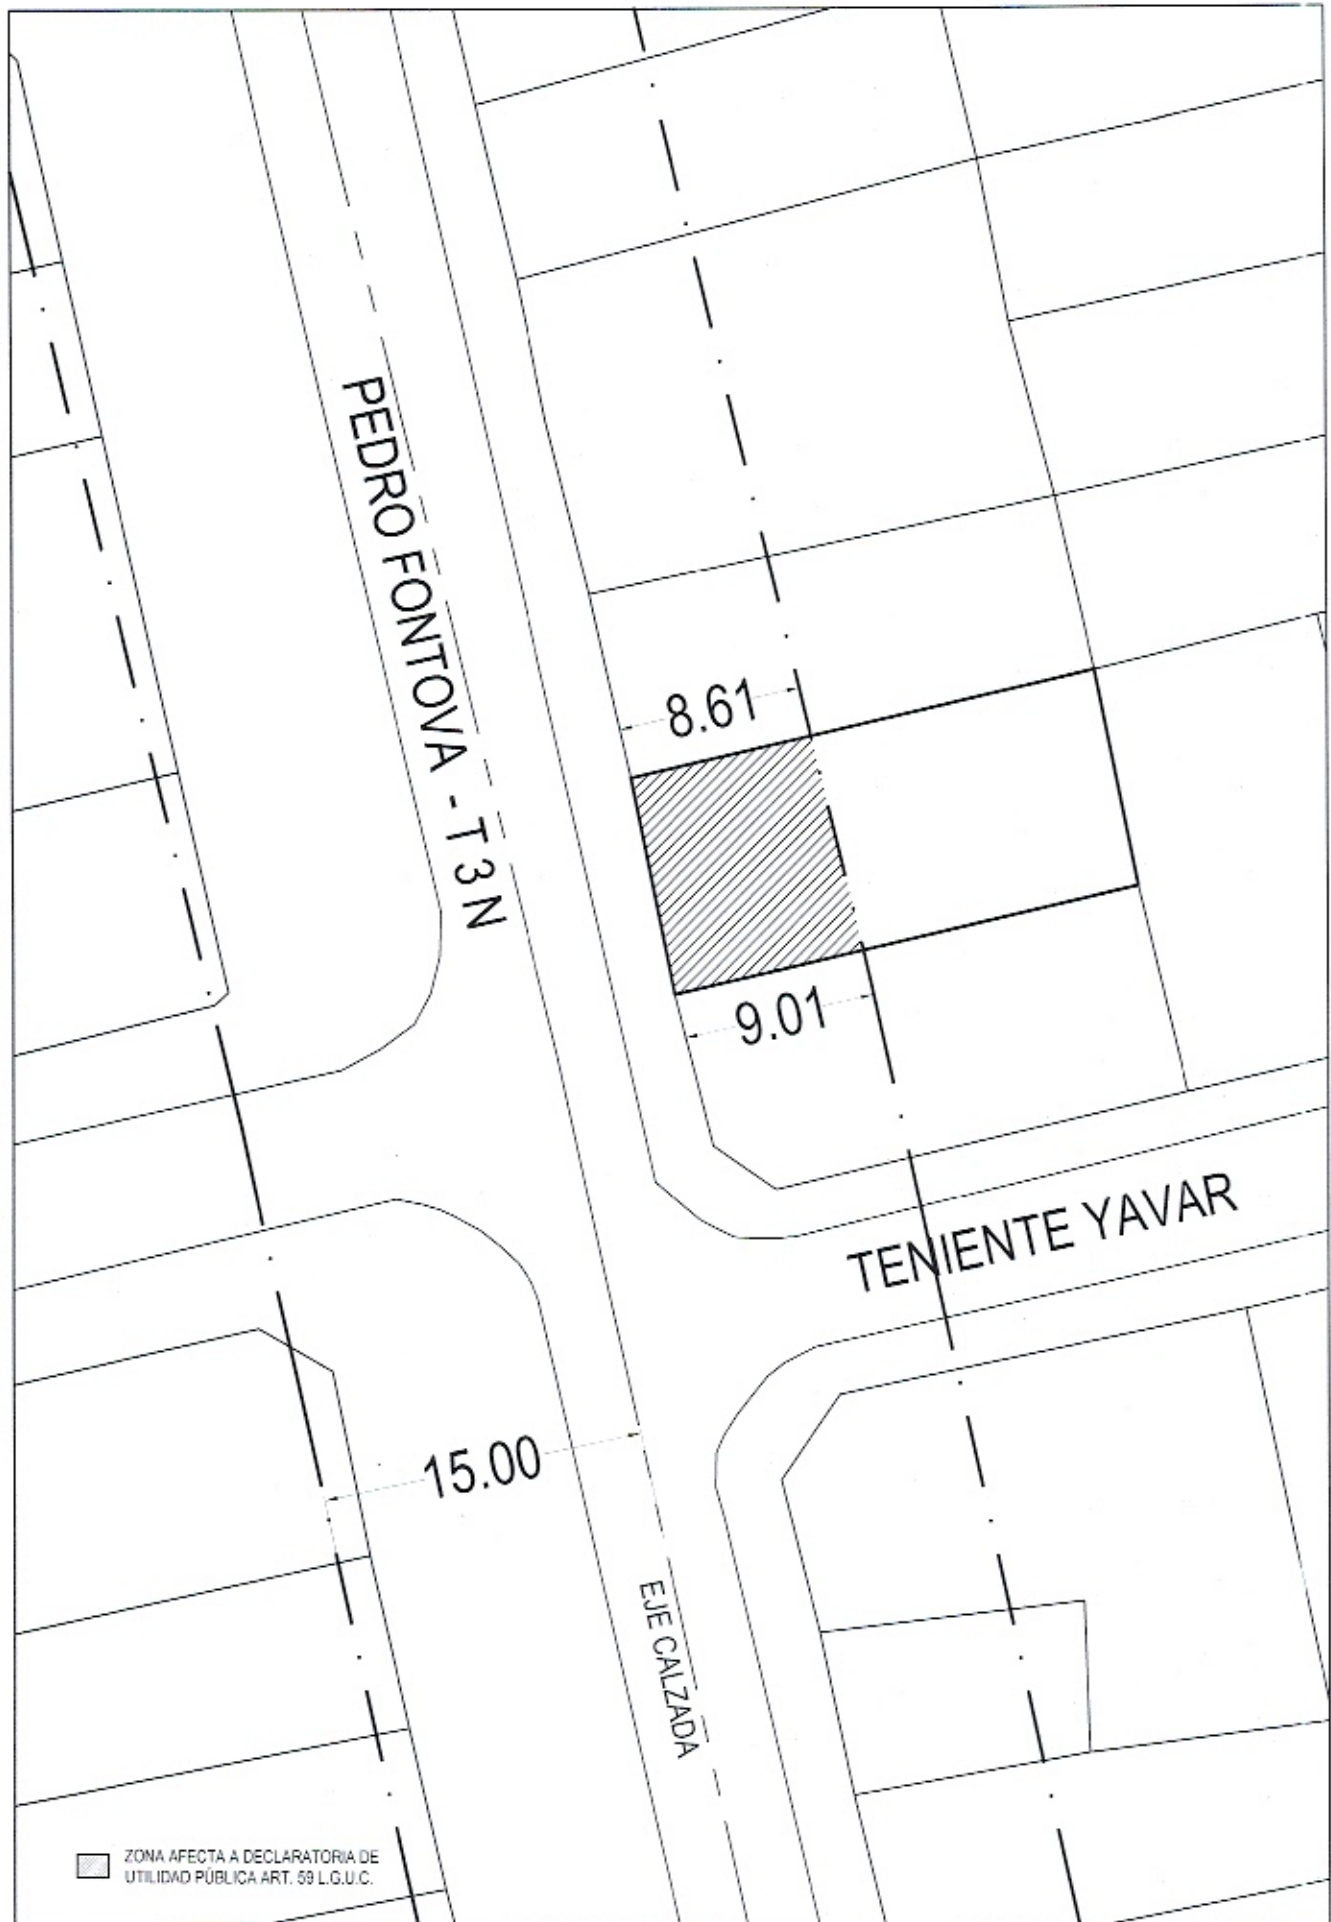 PEDRO FONTOVA - T 3 N
8.61
9.01
TENIENTE YAVAR
15.00
EJE CALZADA
ZONA AFECTA A DECLARATORIA DE
UTILIDAD PÚBLICA ART. 59 L.G.U.C.